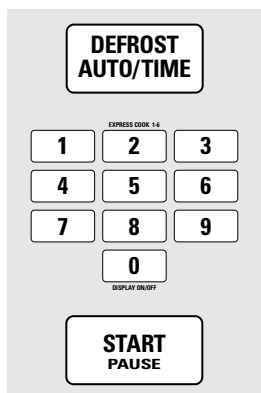 DEFROST
AUTO/TIME
EXPRESS COOK 1-6
1 2 3
4 5 6
7 8 9
0
DISPLAY ON/OFF
START
PAUSE